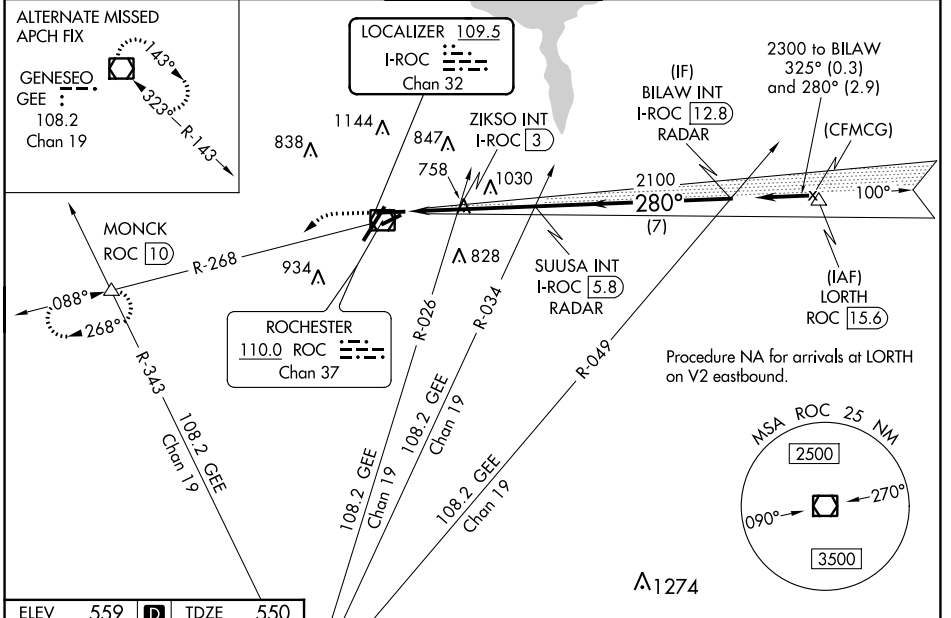 ALTERNATE MISSED
APCH FIX
GENESEO
GEE
108.2
Chan 19
143°
323°
R-143
LOCALIZER 109.5
I-ROC
Chan 32
2300 to BILAW
325° (0.3)
and 280° (2.9)
(IF)
BILAW INT
I-ROC 12.8
RADAR
(CFMCG)
ZIKSO INT
I-ROC 3
1144
838
847
758
1030
2100
280°
(7)
100°
MONCK
ROC 10
R-268
088°
268°
934
828
SUUSA INT
I-ROC 5.8
RADAR
(IAF)
LORTH
ROC 15.6
ROCHESTER
110.0 ROC
Chan 37
R-026
R-034
R-049
R-343
Procedure NA for arrivals at LORTH
on V2 eastbound.
108.2 GEE
Chan 19
108.2 GEE
Chan 19
108.2 GEE
Chan 19
108.2 GEE
Chan 19
MSA ROC 25 NM
2500
090°
270°
3500
1274
ELEV 559 D TDZE 550